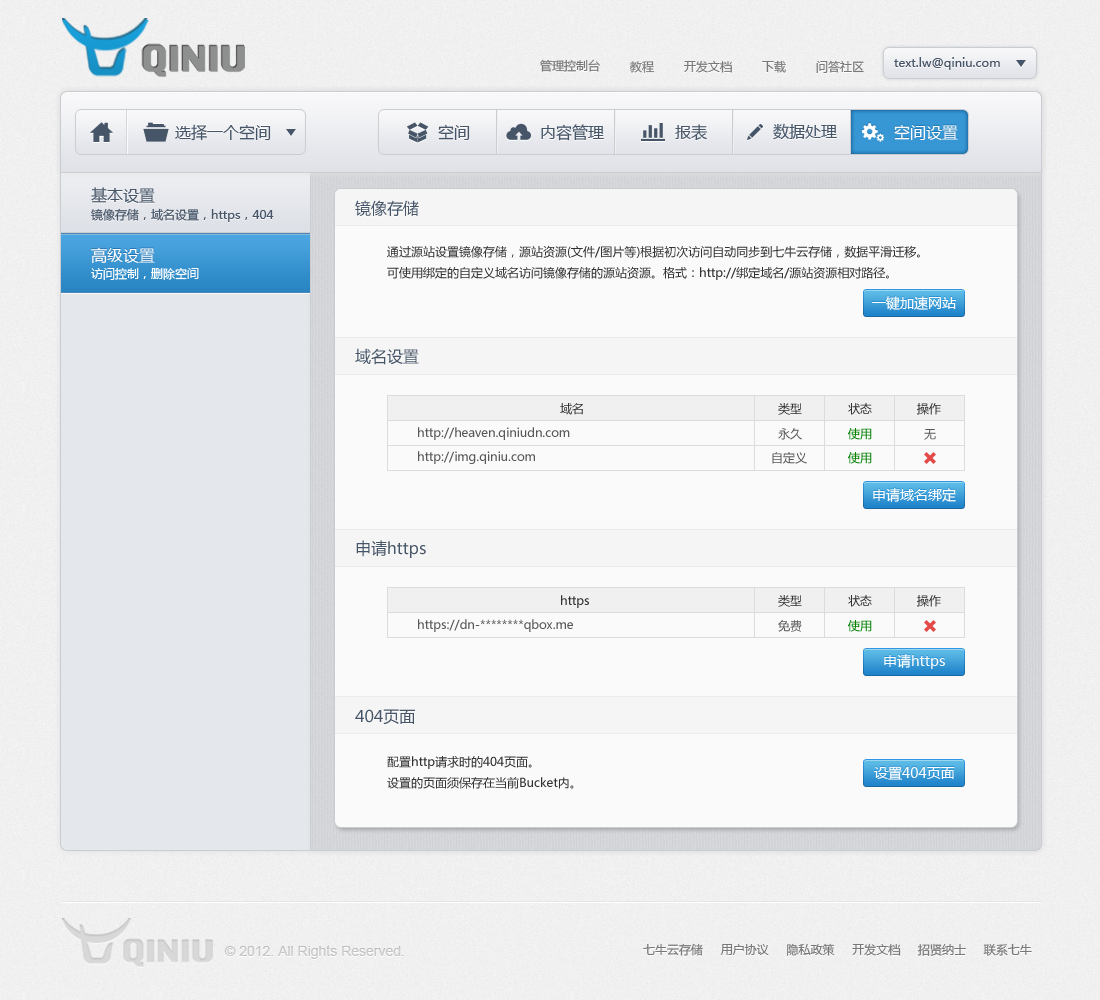 QINIU
管理控制台 教程 开发文档 下载 问答社区 text.lw@qiniu.com
选择一个空间 空间 内容管理 报表 数据处理 空间设置
基本设置
镜像存储，域名设置，https，404
高级设置
访问控制，删除空间
镜像存储
通过源站设置镜像存储，源站资源(文件/图片等)根据初次访问自动同步到七牛云存储，数据平滑迁移。
可使用绑定的自定义域名访问镜像存储的源站资源。格式：http://绑定域名/源站资源相对路径。
一键加速网站
域名设置
域名 类型 状态 操作
http://heaven.qiniudn.com 永久 使用 无
http://img.qiniu.com 自定义 使用
申请域名绑定
申请https
https 类型 状态 操作
https://dn-********qbox.me 免费 使用
申请https
404页面
配置http请求时的404页面。
设置的页面须保存在当前Bucket内。
设置404页面
QINIU © 2012. All Rights Reserved.
七牛云存储 用户协议 隐私政策 开发文档 招贤纳士 联系七牛